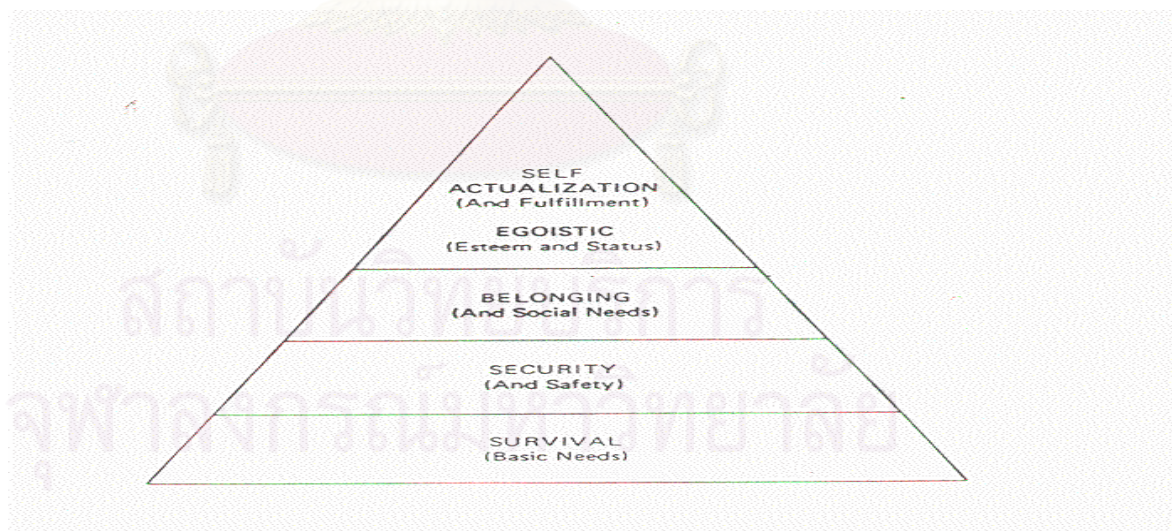 SELF
ACTUALIZATION
(And Fulfillment)
EGOISTIC
(Esteem and Status)
สถาบันวิทยบริการ
BELONGING
(And Social Needs)
SECURITY
(And Safety)
จุฬาลงกรณ์มหาวิทยาลัย
SURVIVAL
(Basic Needs)